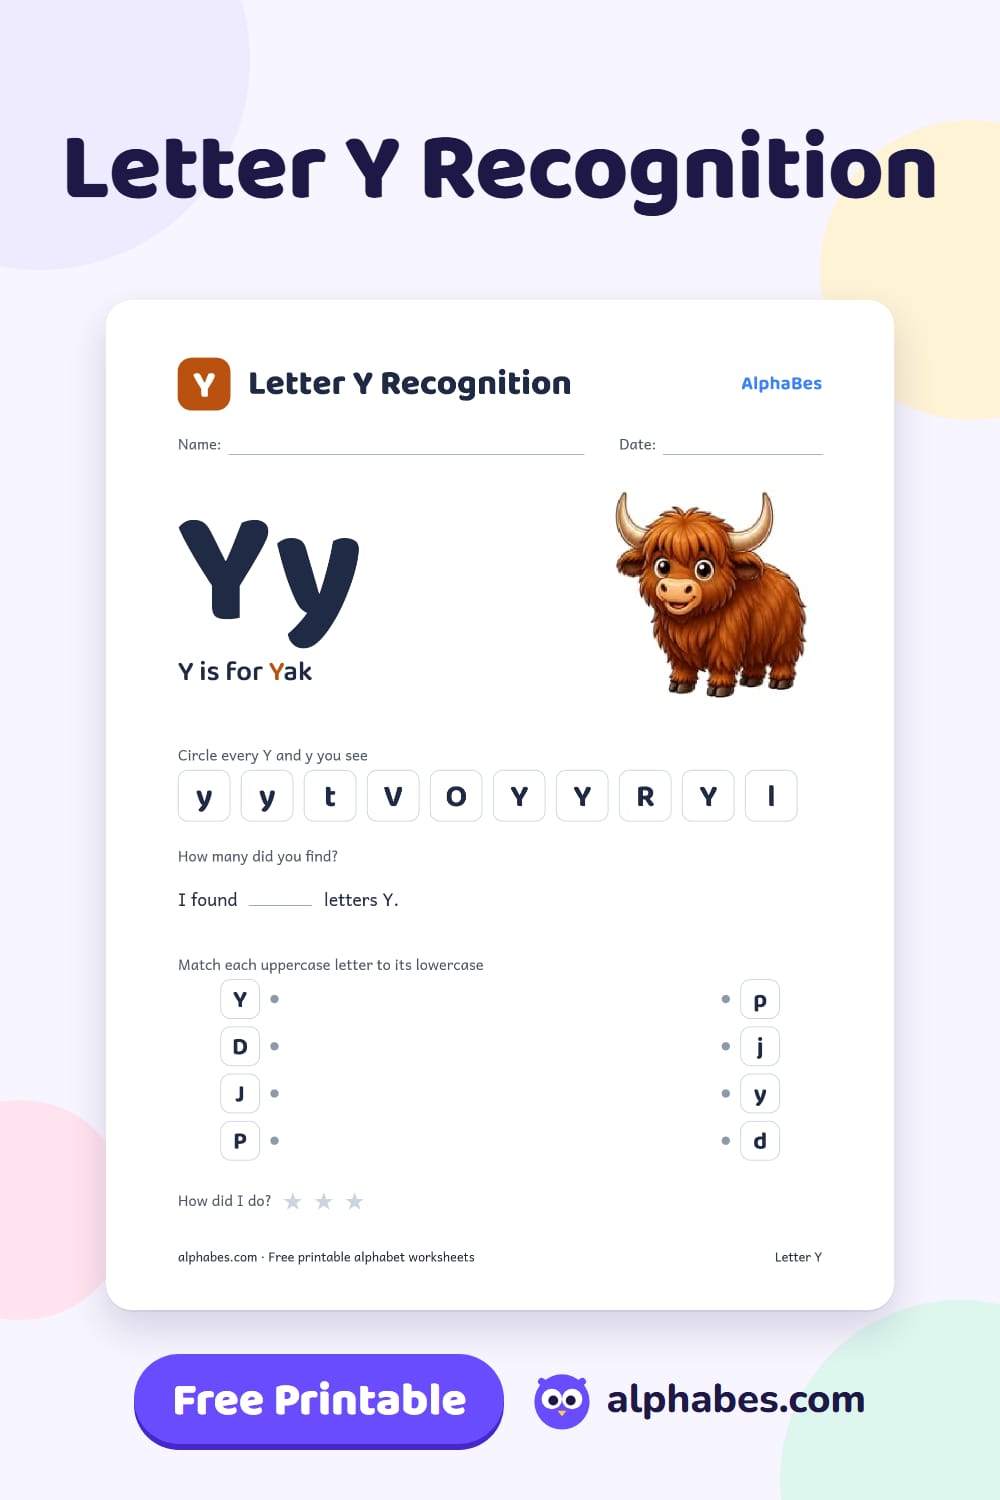 Letter Y Recognition
Y Letter Y Recognition AlphaBes
Name: Date:
Yy
Y is for Yak
Circle every Y and y you see
y y t V O Y Y R Y l
How many did you find?
I found letters Y.
Match each uppercase letter to its lowercase
Y p
D j
J y
P d
How did I do?
alphabes.com · Free printable alphabet worksheets Letter Y
Free Printable alphabes.com